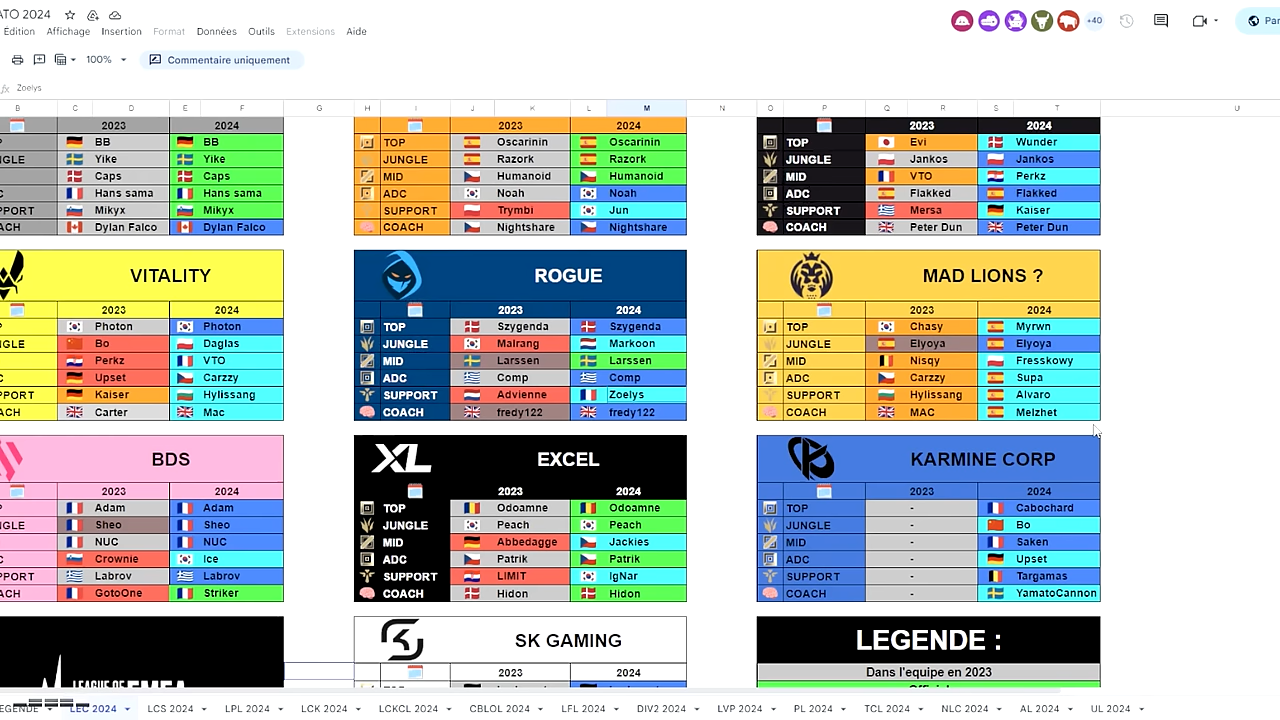 ATO 2024
Édition Affichage Insertion Format Données Outils Extensions Aide
+40
Par
100% Commentaire uniquement
fx Zoelys
B C D E F G H I J K L M N O P Q R S T U
2023 2024 2023 2024 2023 2024
P BB BB TOP Oscarinin Oscarinin TOP Evi Wunder
NGLE Yike Yike JUNGLE Razork Razork JUNGLE Jankos Jankos
Caps Caps MID Humanoid Humanoid MID VTO Perkz
C Hans sama Hans sama ADC Noah Noah ADC Flakked Flakked
PPORT Mikyx Mikyx SUPPORT Trymbi Jun SUPPORT Mersa Kaiser
ACH Dylan Falco Dylan Falco COACH Nightshare Nightshare COACH Peter Dun Peter Dun
VITALITY ROGUE MAD LIONS ?
2023 2024 2023 2024 2023 2024
P Photon Photon TOP Szygenda Szygenda TOP Chasy Myrwn
NGLE Bo Daglas JUNGLE Malrang Markoon JUNGLE Elyoya Elyoya
Perkz VTO MID Larssen Larssen MID Nisqy Fresskowy
C Upset Carzzy ADC Comp Comp ADC Carzzy Supa
PPORT Kaiser Hylissang SUPPORT Advienne Zoelys SUPPORT Hylissang Alvaro
ACH Carter Mac COACH fredy122 fredy122 COACH MAC Melzhet
BDS XL EXCEL KARMINE CORP
2023 2024 2023 2024 2023 2024
P Adam Adam TOP Odoamne Odoamne TOP - Cabochard
NGLE Sheo Sheo JUNGLE Peach Peach JUNGLE - Bo
NUC NUC MID Abbedagge Jackies MID - Saken
C Crownie Ice ADC Patrik Patrik ADC - Upset
PPORT Labrov Labrov SUPPORT LIMIT IgNar SUPPORT - Targamas
ACH GotoOne Striker COACH Hidon Hidon COACH - YamatoCannon
SK GAMING LEGENDE :
2023 2024 Dans l'equipe en 2023
LEAGUE OF EMEA
EGENDE LEC 2024 LCS 2024 LPL 2024 LCK 2024 LCKCL 2024 CBLOL 2024 LFL 2024 DIV2 2024 LVP 2024 PL 2024 TCL 2024 NLC 2024 AL 2024 UL 2024